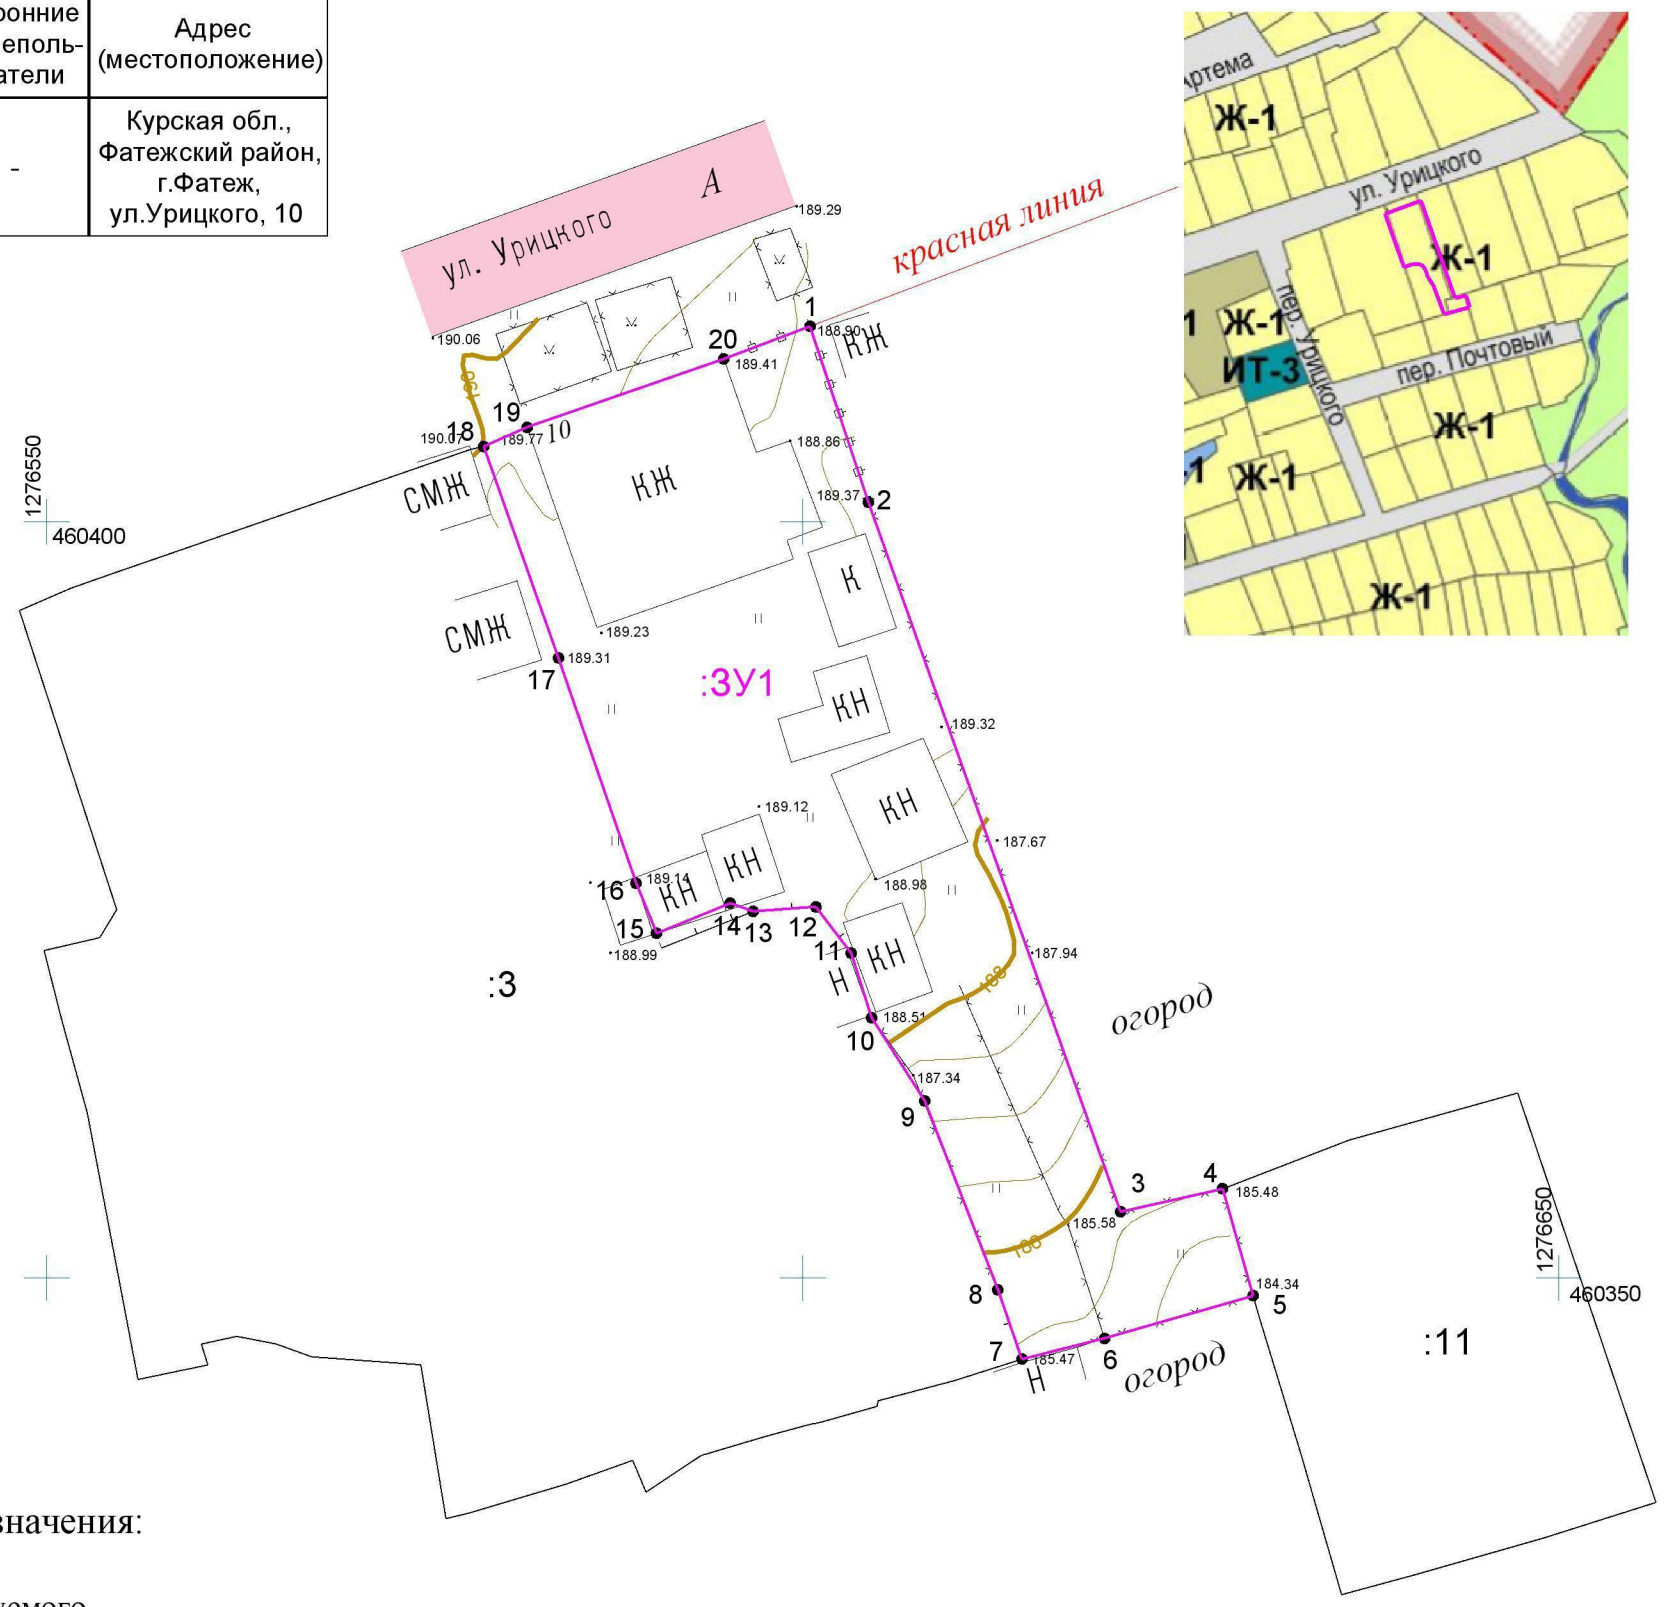 Адрес
(местоположение)
-
Курская обл.,
Фатежский район,
г.Фатеж,
ул.Урицкого, 10
ул. Урицкого
А
красная линия
189.29
190.06
190
1
188.90
КЖ
20
189.41
19
189.77
10
18
190.07
188.86
189.37
2
СМЖ
КЖ
1276550
460400
К
СМЖ
189.23
17
189.31
:ЗУ1
КН
189.32
КН
189.12
187.67
16
189.14
КН
КН
188.98
15
14
13
12
11
188.99
КН
Н
187.94
188
:3
10
188.51
огород
187.34
9
3
4
185.48
185.58
188
8
184.34
5
1276650
460350
7
185.47
6
Н
огород
:11
значения:
Артема
Ж-1
ул. Урицкого
Ж-1
пер. Урицкого
1
Ж-1
ИТ-3
пер. Почтовый
Ж-1
-1
Ж-1
Ж-1